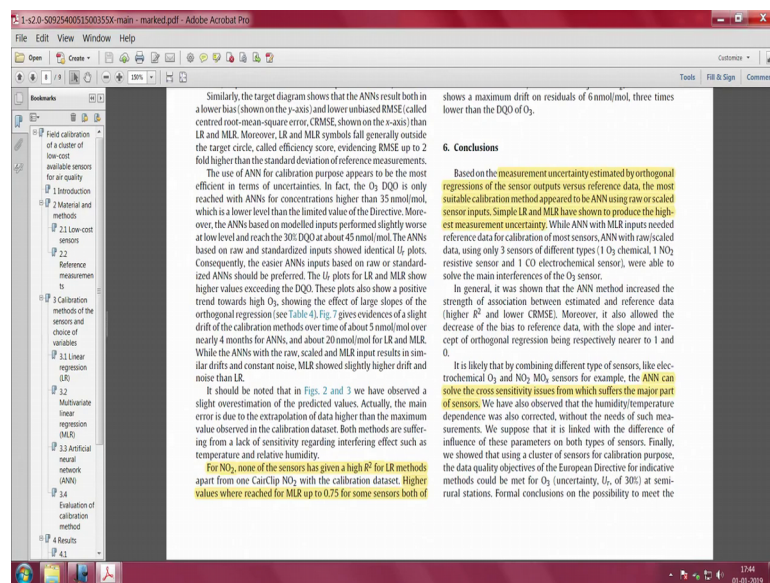 1-s2.0-S092540051500355X-main - marked.pdf - Adobe Acrobat Pro
File Edit View Window Help
Open Create
Customize
8 / 9 150% Tools Fill & Sign Commen
Bookmarks
Field calibration
of a cluster of
low-cost
available sensors
for air quality
1 Introduction
2 Material and
methods
2.1 Low-cost
sensors
2.2
Reference
measuremen
ts
3 Calibration
methods of the
sensors and
choice of
variables
3.1 Linear
regression
(LR)
3.2
Multivariate
linear
regression
(MLR)
3.3 Artificial
neural
network
(ANN)
3.4
Evaluation of
calibration
method
4 Results
4.1
Similarly, the target diagram shows that the ANNs result both in
a lower bias (shown on the y-axis) and lower unbiased RMSE (called
centred root-mean-square error, CRMSE, shown on the x-axis) than
LR and MLR. Moreover, LR and MLR symbols fall generally outside
the target circle, called efficiency score, evidencing RMSE up to 2
fold higher than the standard deviation of reference measurements.
The use of ANN for calibration purpose appears to be the most
efficient in terms of uncertainties. In fact, the O3 DQO is only
reached with ANNs for concentrations higher than 35 nmol/mol,
which is a lower level than the limited value of the Directive. More-
over, the ANNs based on modelled inputs performed slightly worse
at low level and reach the 30% DQO at about 45 nmol/mol. The ANNs
based on raw and standardized inputs showed identical Ur plots.
Consequently, the easier ANNs inputs based on raw or standard-
ized ANNs should be preferred. The Ur plots for LR and MLR show
higher values exceeding the DQO. These plots also show a positive
trend towards high O3, showing the effect of large slopes of the
orthogonal regression (see Table 4). Fig. 7 gives evidences of a slight
drift of the calibration methods over time of about 5 nmol/mol over
nearly 4 months for ANNs, and about 20 nmol/mol for LR and MLR.
While the ANNs with the raw, scaled and MLR input results in sim-
ilar drifts and constant noise, MLR showed slightly higher drift and
noise than LR.
It should be noted that in Figs. 2 and 3 we have observed a
slight overestimation of the predicted values. Actually, the main
error is due to the extrapolation of data higher than the maximum
value observed in the calibration dataset. Both methods are suffer-
ing from a lack of sensitivity regarding interfering effect such as
temperature and relative humidity.
For NO2, none of the sensors has given a high R2 for LR methods
apart from one CairClip NO2 with the calibration dataset. Higher
values where reached for MLR up to 0.75 for some sensors both of
shows a maximum drift on residuals of 6 nmol/mol, three times
lower than the DQO of O3.
6. Conclusions
Based on the measurement uncertainty estimated by orthogonal
regressions of the sensor outputs versus reference data, the most
suitable calibration method appeared to be ANN using raw or scaled
sensor inputs. Simple LR and MLR have shown to produce the high-
est measurement uncertainty. While ANN with MLR inputs needed
reference data for calibration of most sensors, ANN with raw/scaled
data, using only 3 sensors of different types (1 O3 chemical, 1 NO2
resistive sensor and 1 CO electrochemical sensor), were able to
solve the main interferences of the O3 sensor.
In general, it was shown that the ANN method increased the
strength of association between estimated and reference data
(higher R2 and lower CRMSE). Moreover, it also allowed the
decrease of the bias to reference data, with the slope and inter-
cept of orthogonal regression being respectively nearer to 1 and
0.
It is likely that by combining different type of sensors, like elec-
trochemical O3 and NO2 MOx sensors for example, the ANN can
solve the cross sensitivity issues from which suffers the major part
of sensors. We have also observed that the humidity/temperature
dependence was also corrected, without the needs of such mea-
surements. We suppose that it is linked with the difference of
influence of these parameters on both types of sensors. Finally,
we showed that using a cluster of sensors for calibration purpose,
the data quality objectives of the European Directive for indicative
methods could be met for O3 (uncertainty, Ur, of 30%) at semi-
rural stations. Formal conclusions on the possibility to meet the
17:44
01-01-2019